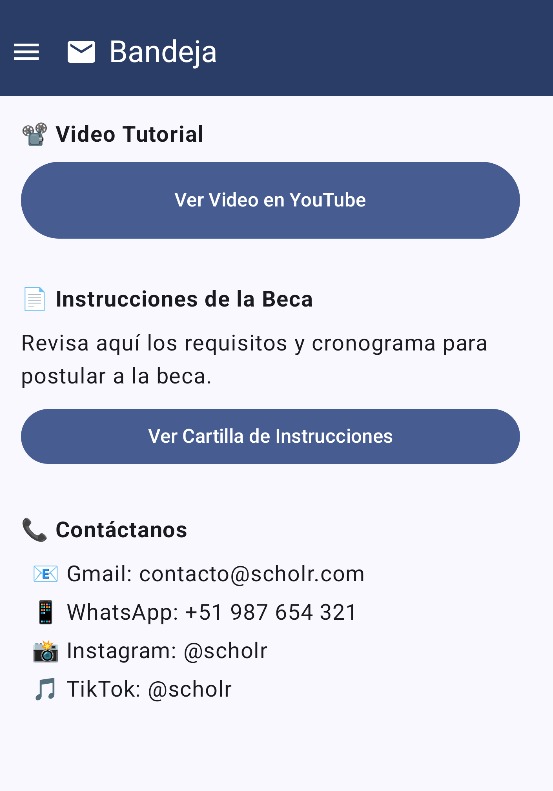 Bandeja
Video Tutorial
Ver Video en YouTube
Instrucciones de la Beca
Revisa aquí los requisitos y cronograma para
postular a la beca.
Ver Cartilla de Instrucciones
Contáctanos
Gmail: contacto@scholr.com
WhatsApp: +51 987 654 321
Instagram: @scholr
TikTok: @scholr